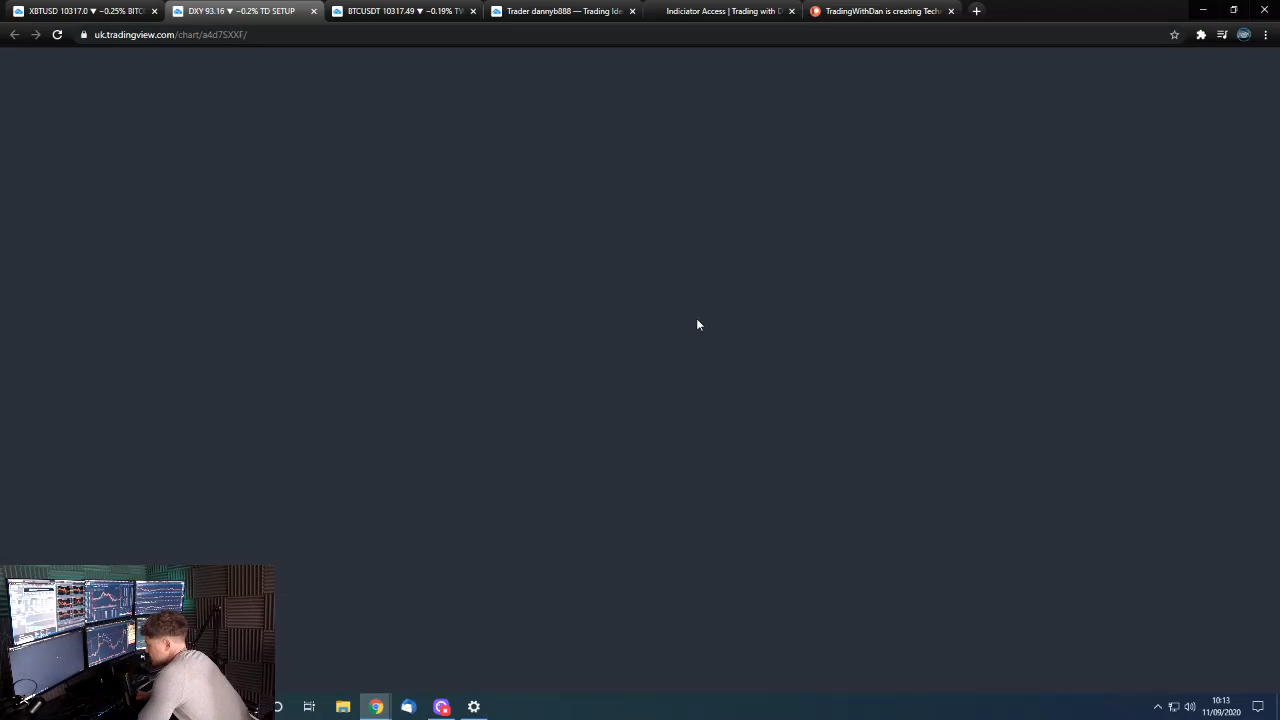 XBTUSD 10317.0 ▼ −0.25% BITC
DXY 93.16 ▼ −0.2% TD SETUP
BTCUSDT 10317.49 ▼ −0.19%
Trader dannyb888 — Trading Ide
Indiciator Access | Trading with
TradingWithDan is creating Tech
uk.tradingview.com/chart/a4d7SXXF/
10:13
11/09/2020